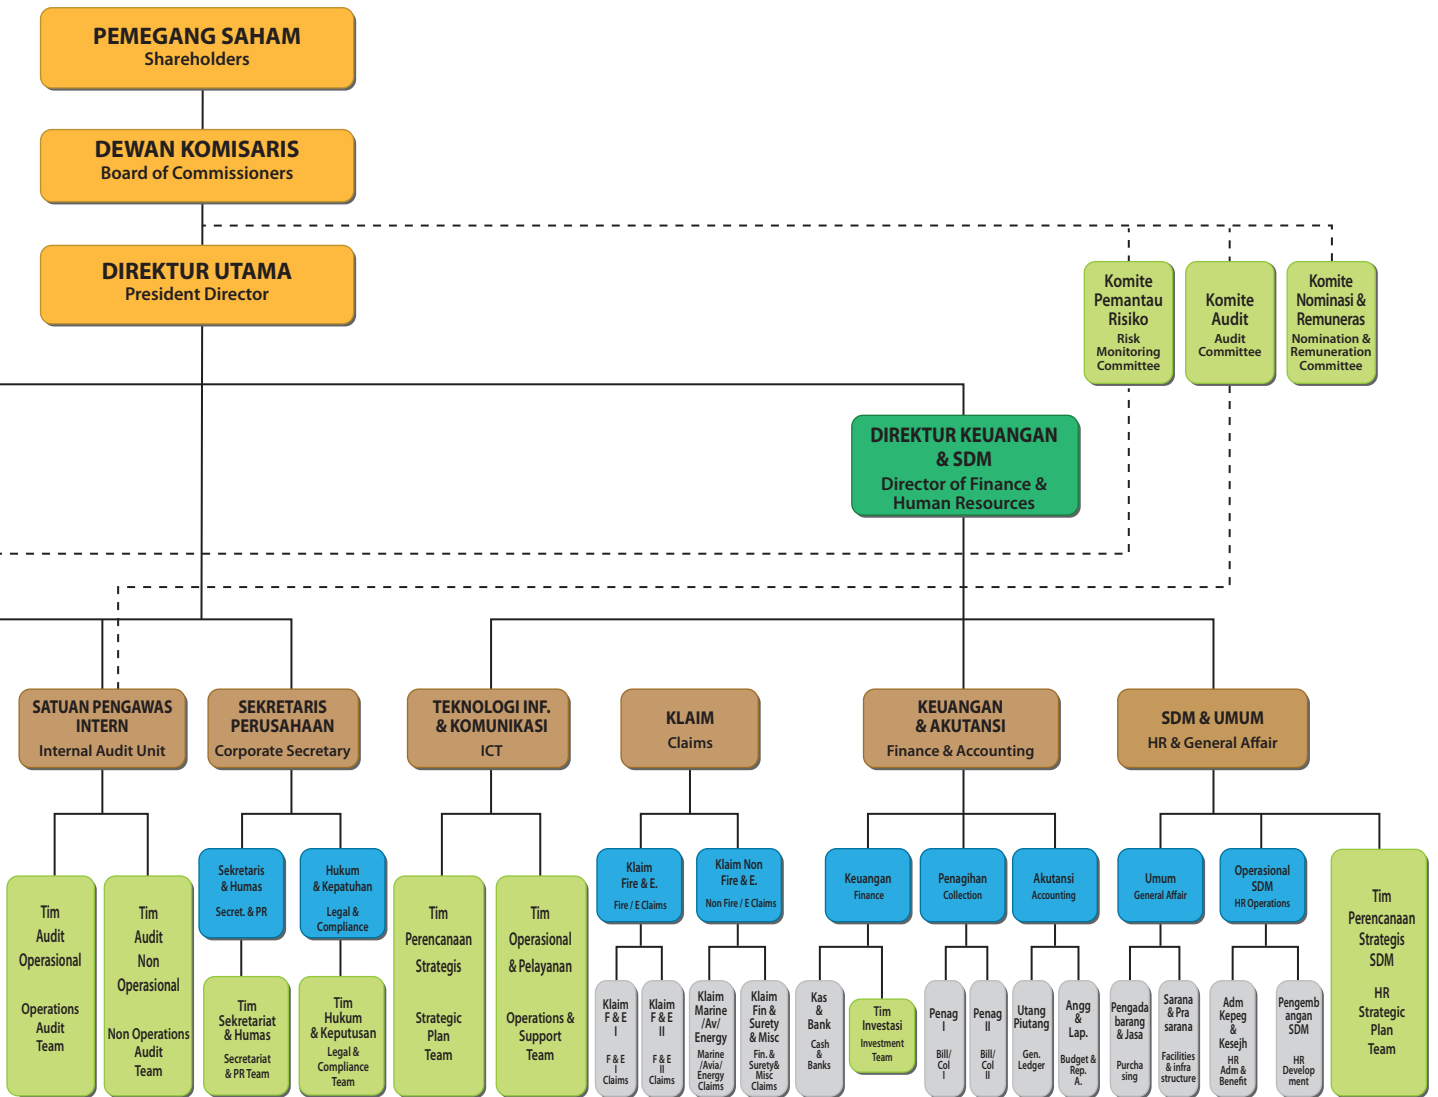 PEMEGANG SAHAM
Shareholders
DEWAN KOMISARIS
Board of Commissioners
DIREKTUR UTAMA
President Director
Komite
Pemantau
Risiko
Risk
Monitoring
Committee
Komite
Audit
Audit
Committee
Komite
Nominasi &
Remuneras
Nomination &
Remuneration
Committee
DIREKTUR KEUANGAN
& SDM
Director of Finance &
Human Resources
SATUAN PENGAWAS
INTERN
Internal Audit Unit
SEKRETARIS
PERUSAHAAN
Corporate Secretary
TEKNOLOGI INF.
& KOMUNIKASI
ICT
KLAIM
Claims
KEUANGAN
& AKUTANSI
Finance & Accounting
SDM & UMUM
HR & General Affair
Sekretaris
& Humas
Secret. & PR
Hukum
& Kepatuhan
Legal &
Compliance
Klaim
Fire & E.
Fire / E Claims
Klaim Non
Fire & E.
Non Fire / E Claims
Keuangan
Finance
Penagihan
Collection
Akutansi
Accounting
Umum
General Affair
Operasional
SDM
HR Operations
Tim
Audit
Operasional
Operations
Audit
Team
Tim
Audit
Non
Operasional
Non Operations
Audit
Team
Tim
Sekretariat
& Humas
Secretariat
& PR Team
Tim
Hukum
& Keputusan
Legal &
Compliance
Team
Tim
Perencanaan
Strategis
Strategic
Plan
Team
Tim
Operasional
& Pelayanan
Operations &
Support
Team
Klaim
F & E
I
F & E
I
Claims
Klaim
F & E
II
F & E
II
Claims
Klaim
Marine
/Av/
Energy
Marine
/Avia/
Energy
Claims
Klaim
Fin &
Surety
& Misc
Fin. &
Surety&
Misc
Claims
Kas
&
Bank
Cash
&
Banks
Tim
Investasi
Investment
Team
Penag
I
Bill/
Col
I
Penag
II
Bill/
Col
II
Utang
Piutang
Gen.
Ledger
Angg
&
Lap.
Budget &
Rep.
A.
Pengada
barang
& Jasa
Purcha
sing
Sarana
& Pra
sarana
Facilities
& infra
structure
Adm
Kepeg
&
Kesejh
HR
Adm &
Benefit
Pengemb
angan
SDM
HR
Develop
ment
Tim
Perencanaan
Strategis
SDM
HR
Strategic
Plan
Team